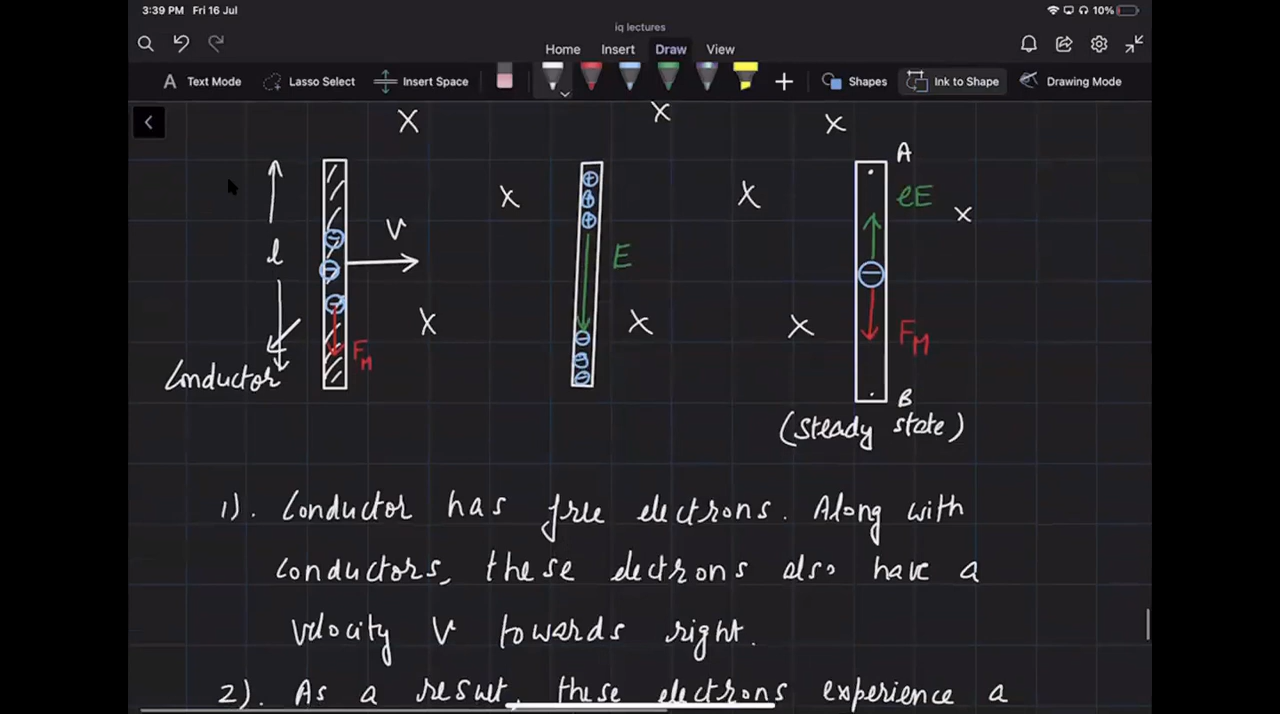 3:39 PM Fri 16 Jul
10%
iq lectures
Home Insert Draw View
Text Mode Lasso Select Insert Space Shapes Ink to Shape Drawing Mode
X X X
A
X X eE X
l V E
X X X
F_M F_M
Conductor
B
(steady state)
1). Conductor has free electrons. Along with
conductors, these electrons also have a
velocity V towards right.
2). As a result, these electrons experience a